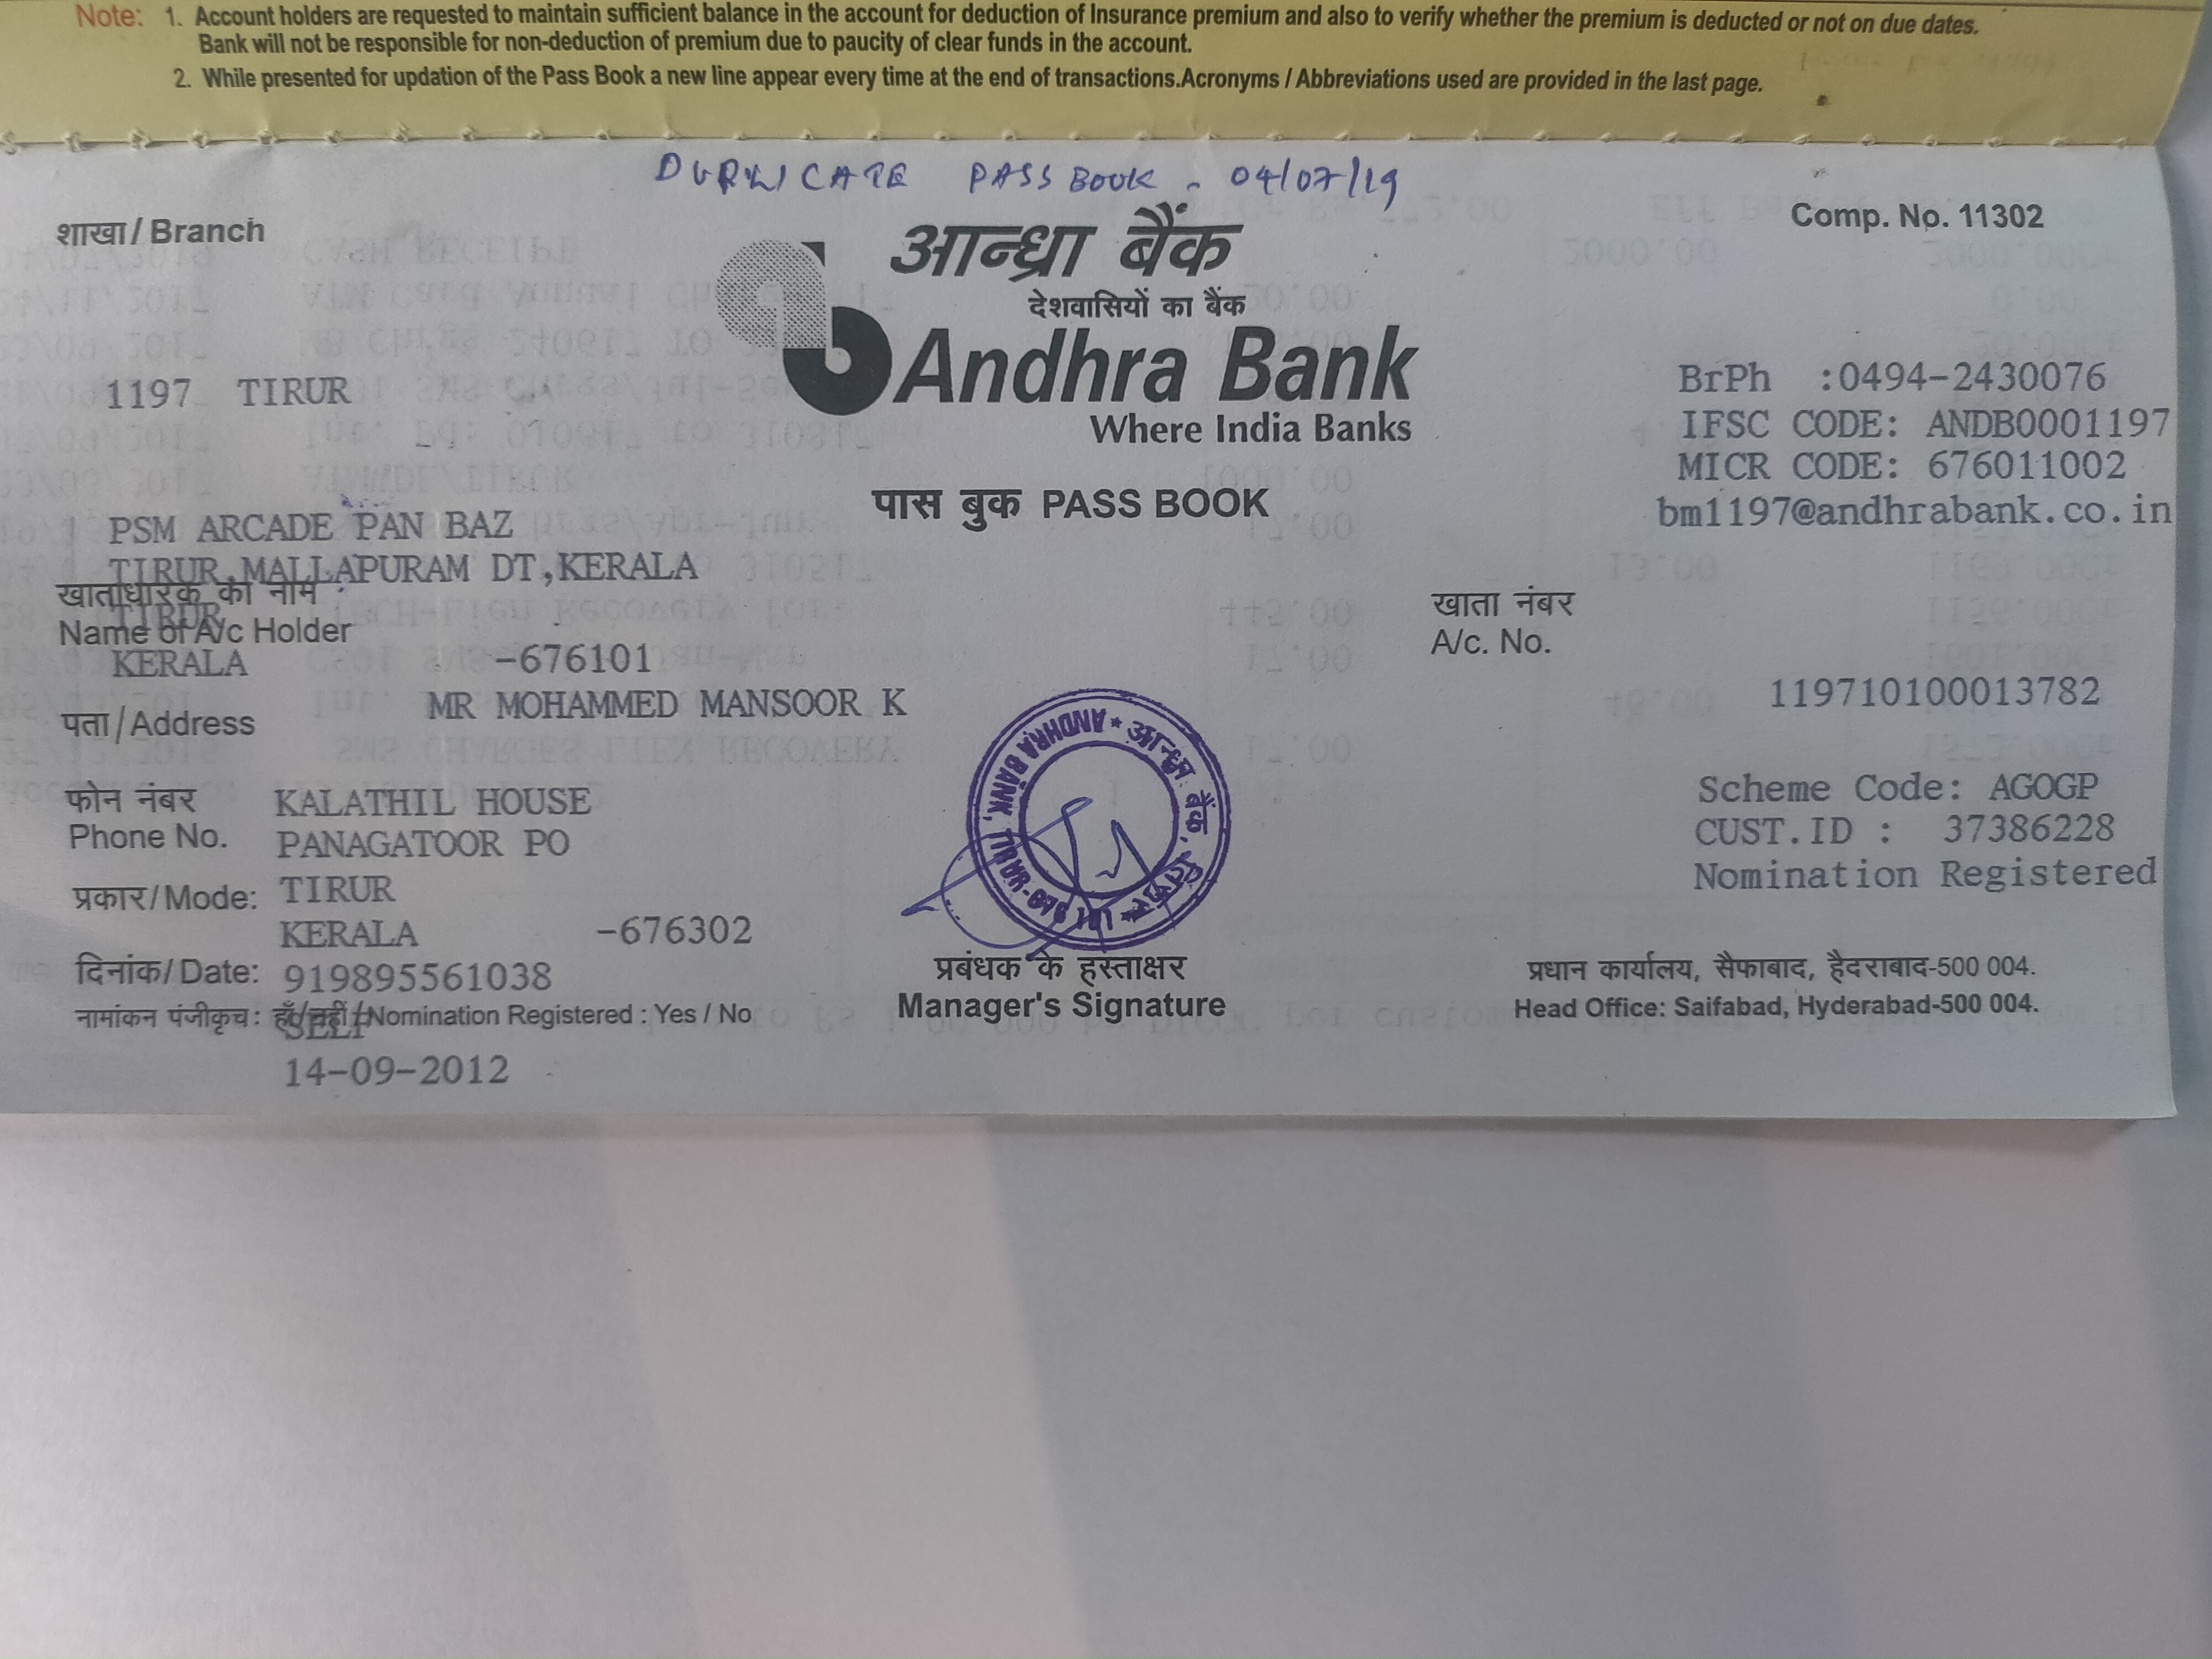 Note: 1. Account holders are requested to maintain sufficient balance in the account for deduction of Insurance premium and also to verify whether the premium is deducted or not on due dates.
Bank will not be responsible for non-deduction of premium due to paucity of clear funds in the account.
2. While presented for updation of the Pass Book a new line appear every time at the end of transactions.Acronyms / Abbreviations used are provided in the last page.
DUPLICATE PASS BOOK - 04/07/19
शाखा / Branch
Comp. No. 11302
आन्ध्रा बैंक
देशवासियों का बैंक
Andhra Bank
Where India Banks
1197 TIRUR
BrPh :0494-2430076
IFSC CODE: ANDB0001197
MICR CODE: 676011002
bm1197@andhrabank.co.in
पास बुक PASS BOOK
PSM ARCADE PAN BAZ
TIRUR,MALLAPURAM DT,KERALA
खाताधारक का नाम
TIRUR
Name of A/c Holder
KERALA -676101
खाता नंबर
A/c. No.
119710100013782
MR MOHAMMED MANSOOR K
पता / Address
फोन नंबर
Phone No.
KALATHIL HOUSE
PANAGATOOR PO
प्रकार / Mode: TIRUR
KERALA -676302
दिनांक / Date: 919895561038
नामांकन पंजीकृच : हाँ / नहीं / Nomination Registered : Yes / No
SELF
14-09-2012
ANDHRA BANK, TIRUR-676 101 * आन्ध्रा बैंक,
प्रबंधक के हस्ताक्षर
Manager's Signature
Scheme Code: AGOGP
CUST.ID : 37386228
Nomination Registered
प्रधान कार्यालय, सैफाबाद, हैदराबाद-500 004.
Head Office: Saifabad, Hyderabad-500 004.